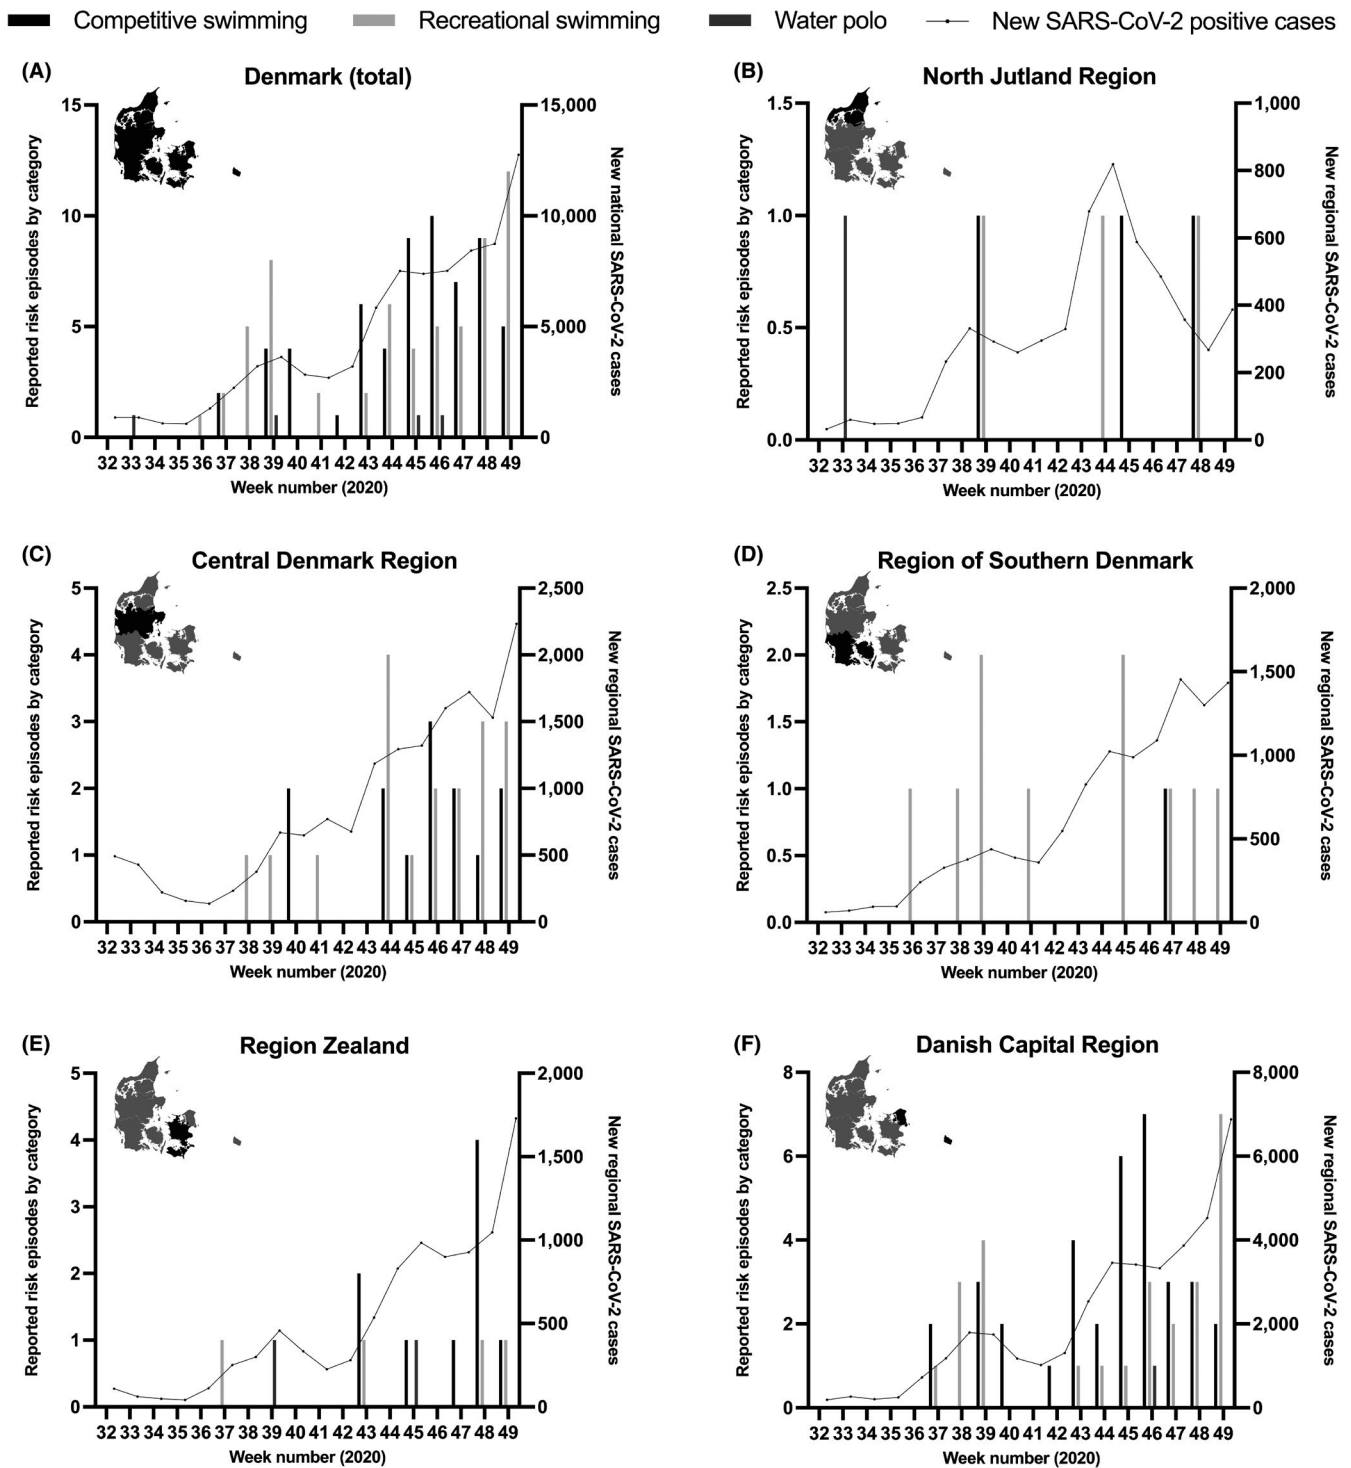 Competitive swimming Recreational swimming Water polo New SARS-CoV-2 positive cases
(A)
Denmark (total)
Reported risk episodes by category
15
10
5
0
15,000
10,000
5,000
0
New national SARS-CoV-2 cases
32 33 34 35 36 37 38 39 40 41 42 43 44 45 46 47 48 49
Week number (2020)
(B)
North Jutland Region
Reported risk episodes by category
1.5
1.0
0.5
0.0
1,000
800
600
400
200
0
New regional SARS-CoV-2 cases
32 33 34 35 36 37 38 39 40 41 42 43 44 45 46 47 48 49
Week number (2020)
(C)
Central Denmark Region
Reported risk episodes by category
5
4
3
2
1
0
2,500
2,000
1,500
1,000
500
0
New regional SARS-CoV-2 cases
32 33 34 35 36 37 38 39 40 41 42 43 44 45 46 47 48 49
Week number (2020)
(D)
Region of Southern Denmark
Reported risk episodes by category
2.5
2.0
1.5
1.0
0.5
0.0
2,000
1,500
1,000
500
0
New regional SARS-CoV-2 cases
32 33 34 35 36 37 38 39 40 41 42 43 44 45 46 47 48 49
Week number (2020)
(E)
Region Zealand
Reported risk episodes by category
5
4
3
2
1
0
2,000
1,500
1,000
500
0
New regional SARS-CoV-2 cases
32 33 34 35 36 37 38 39 40 41 42 43 44 45 46 47 48 49
Week number (2020)
(F)
Danish Capital Region
Reported risk episodes by category
8
6
4
2
0
8,000
6,000
4,000
2,000
0
New regional SARS-CoV-2 cases
32 33 34 35 36 37 38 39 40 41 42 43 44 45 46 47 48 49
Week number (2020)